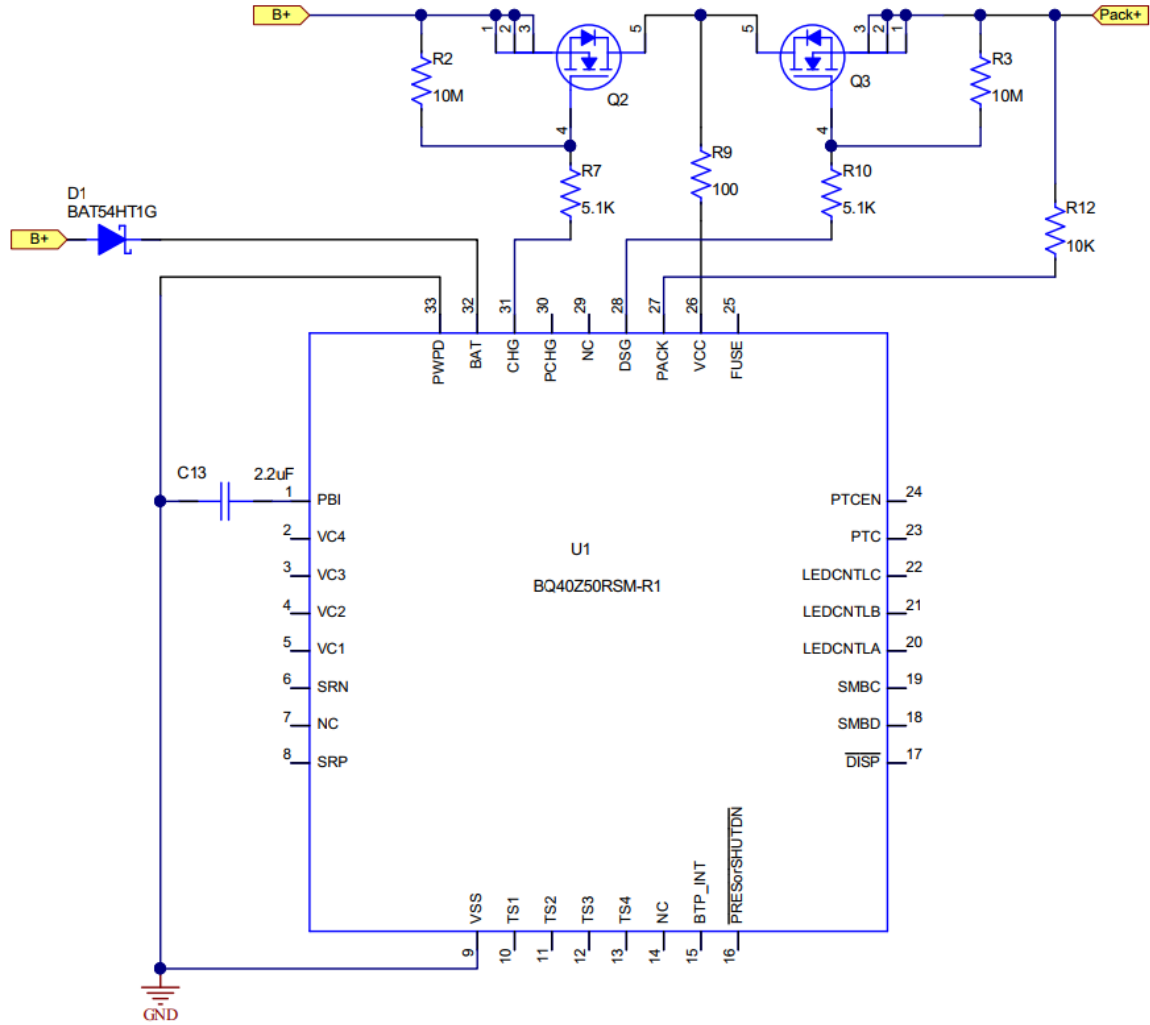 B+
Pack+
1
2
3
5
5
3
2
1
R2
10M
Q2
Q3
R3
10M
4
4
R7
5.1K
R9
100
R10
5.1K
R12
10K
D1
BAT54HT1G
B+
33
32
31
30
29
28
27
26
25
PWPD
BAT
CHG
PCHG
NC
DSG
PACK
VCC
FUSE
C13
2.2uF
1
PBI
2
VC4
3
VC3
4
VC2
5
VC1
6
SRN
7
NC
8
SRP
U1
BQ40Z50RSM-R1
PTCEN
24
PTC
23
LEDCNTLC
22
LEDCNTLB
21
LEDCNTLA
20
SMBC
19
SMBD
18
DISP
17
VSS
TS1
TS2
TS3
TS4
NC
BTP_INT
PRESorSHUTDN
9
10
11
12
13
14
15
16
GND